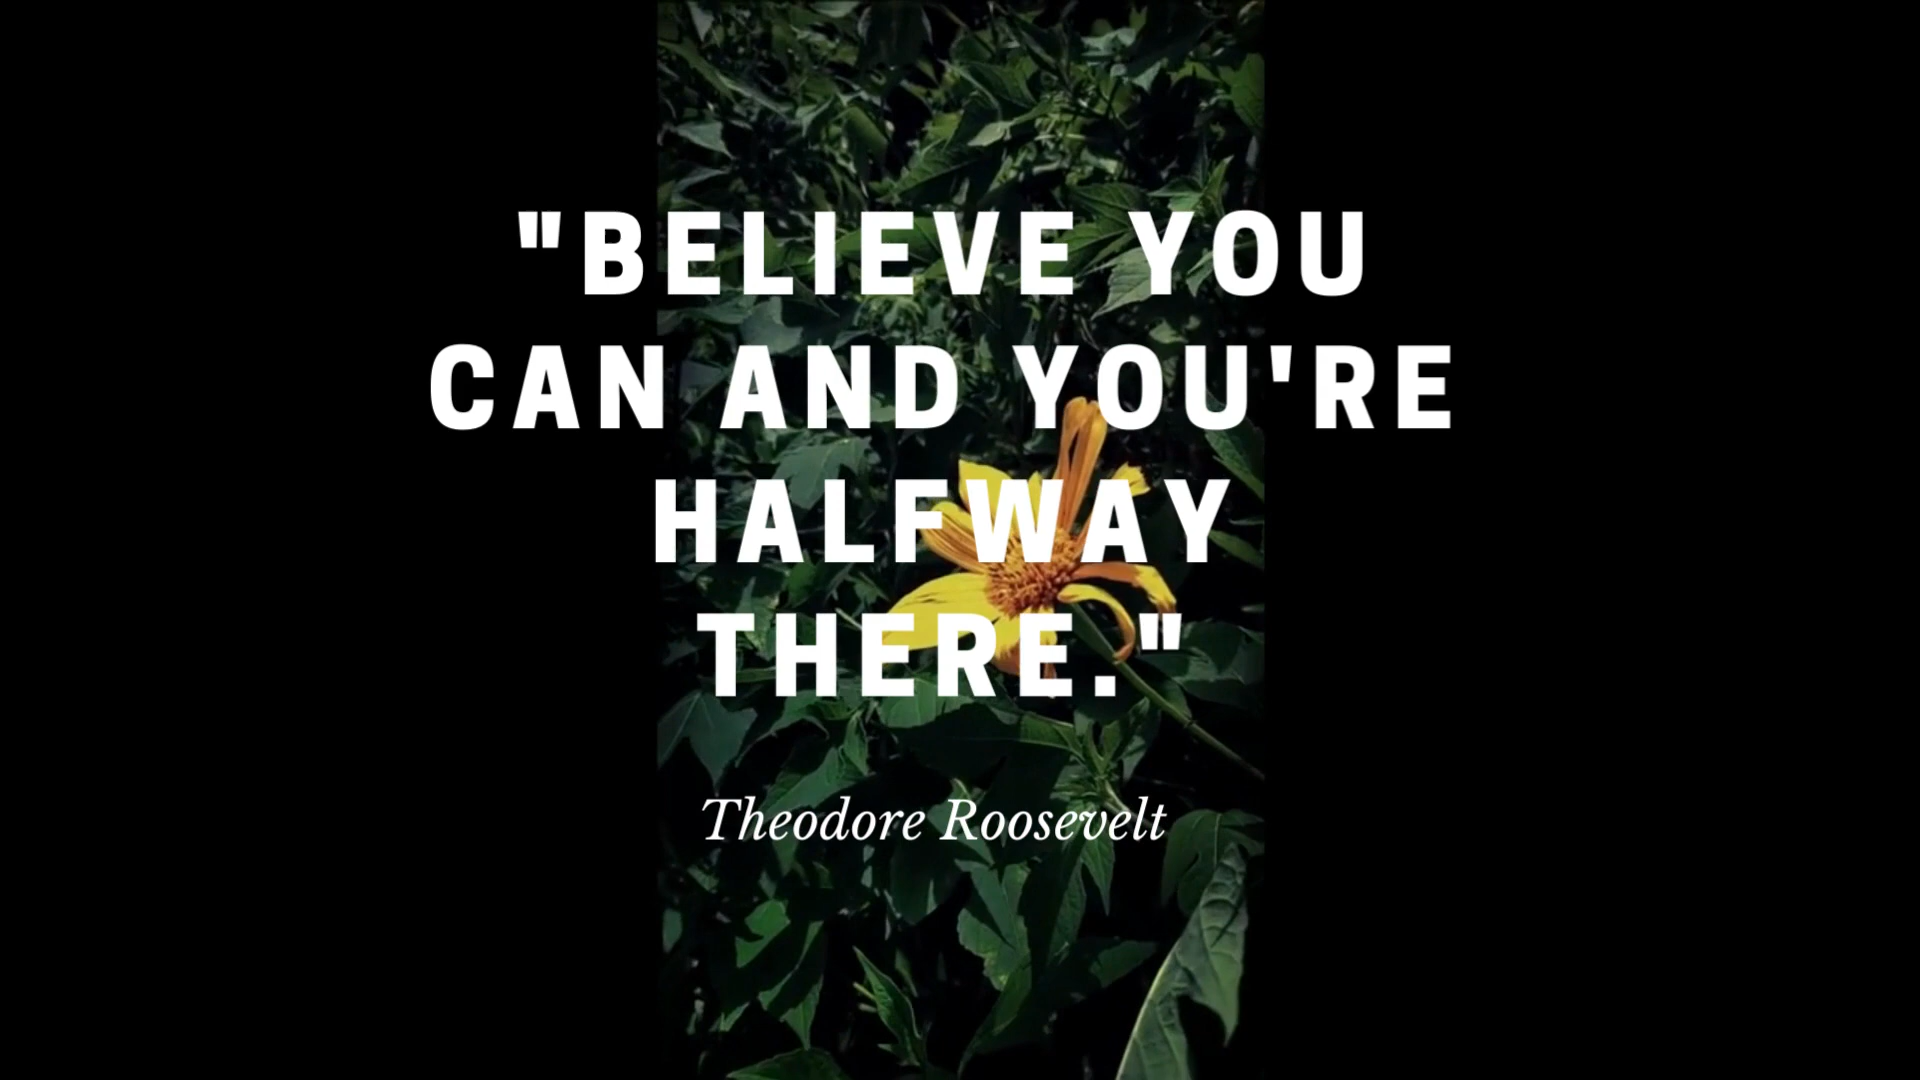 "BELIEVE YOU
CAN AND YOU'RE
HALFWAY
THERE."
Theodore Roosevelt